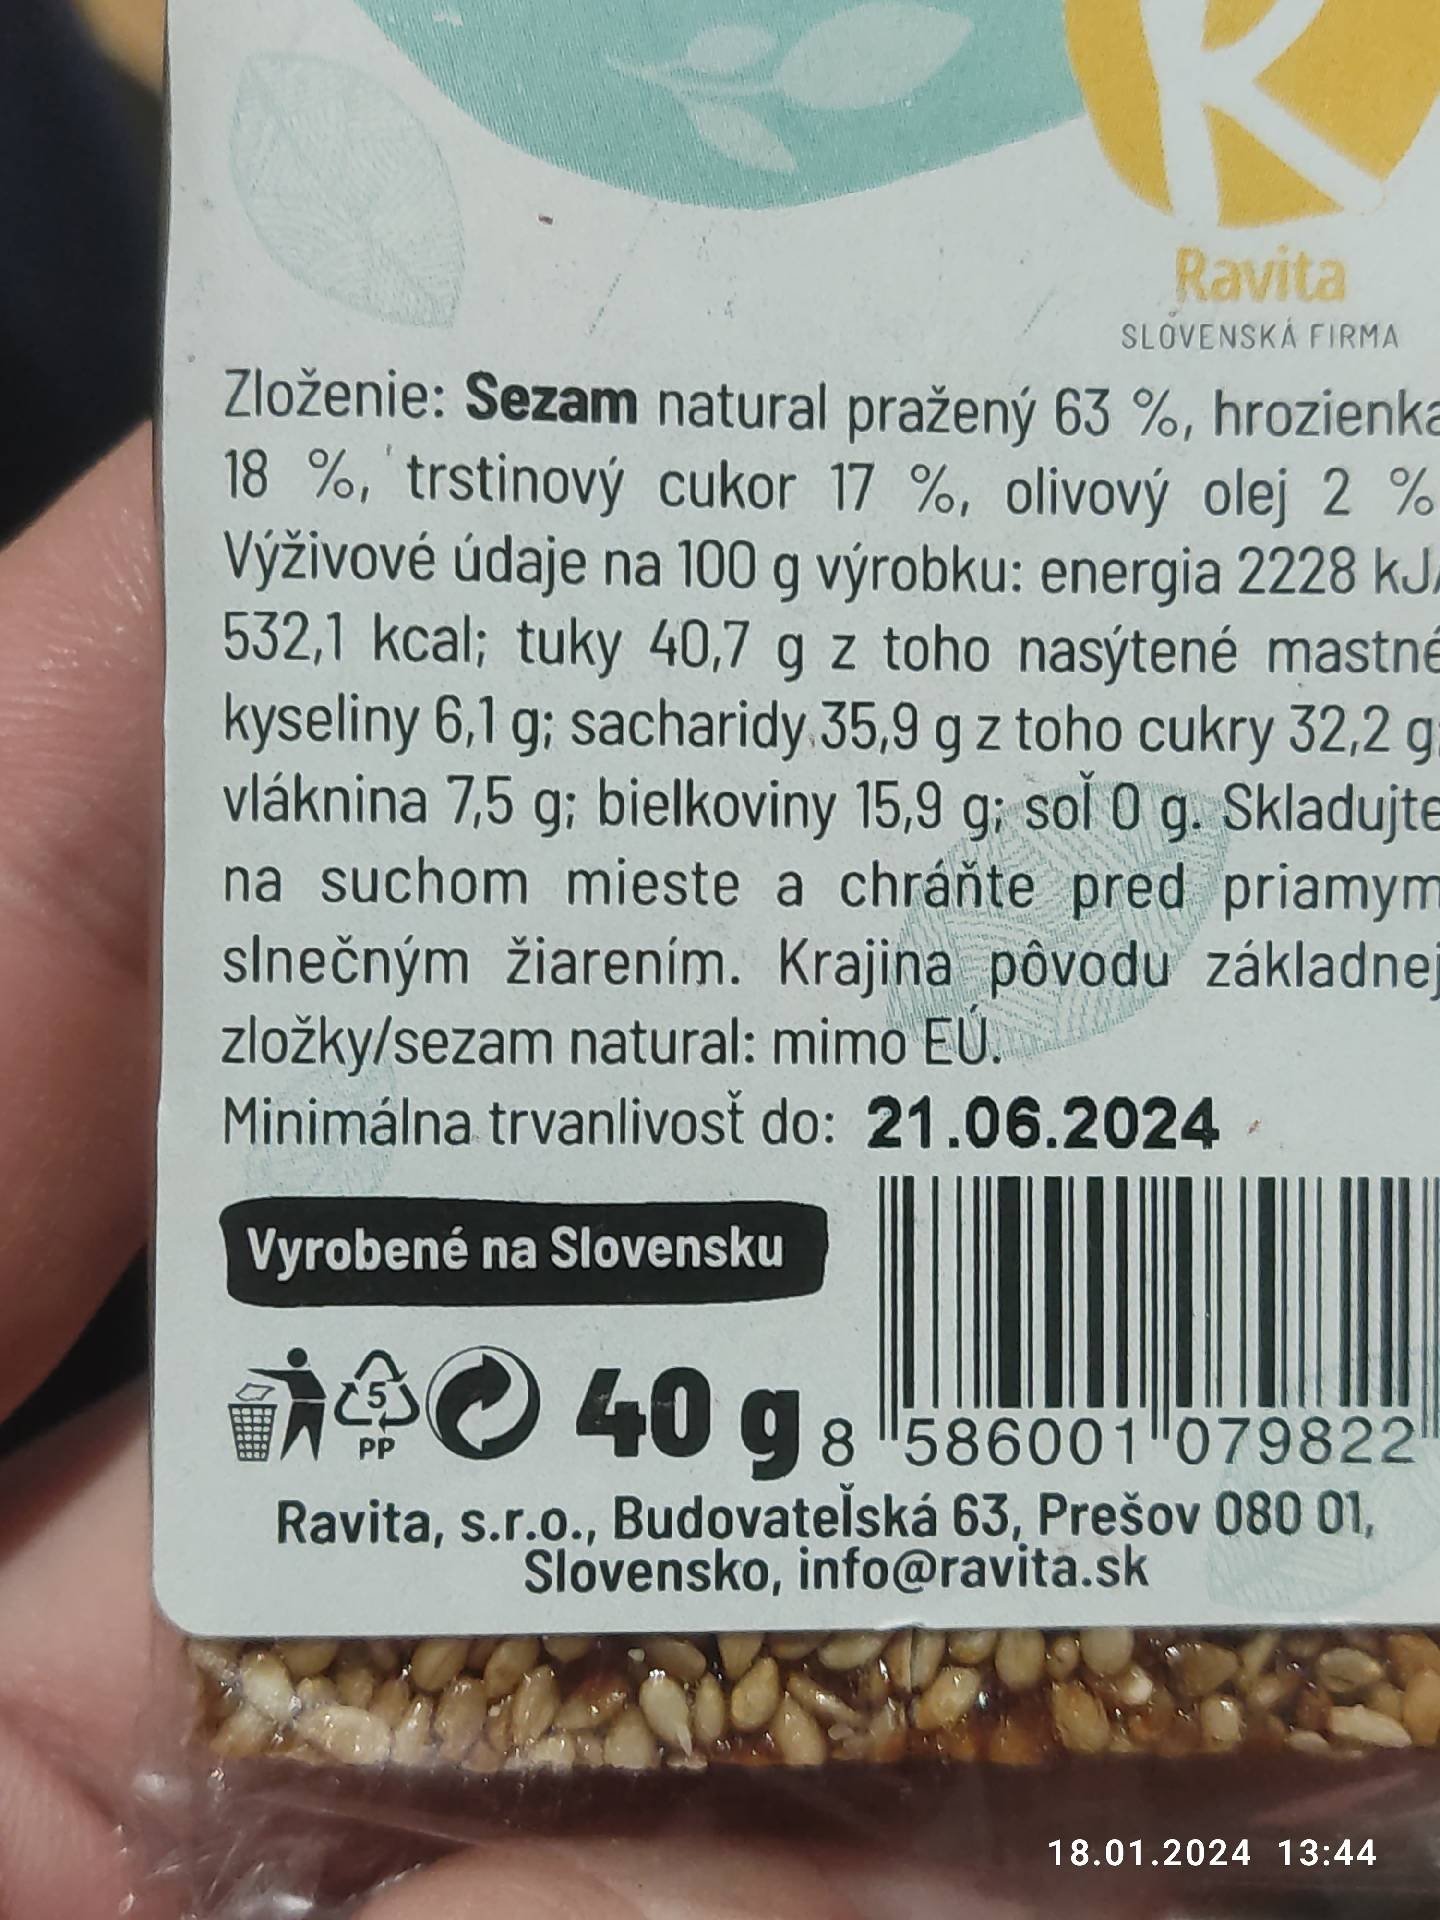 Ravita
SLOVENSKÁ FIRMA
Zloženie: Sezam natural pražený 63 %, hrozienka
18 %, trstinový cukor 17 %, olivový olej 2 %
Výživové údaje na 100 g výrobku: energia 2228 kJ/
532,1 kcal; tuky 40,7 g z toho nasýtené mastné
kyseliny 6,1 g; sacharidy 35,9 g z toho cukry 32,2 g;
vláknina 7,5 g; bielkoviny 15,9 g; soľ 0 g. Skladujte
na suchom mieste a chráňte pred priamym
slnečným žiarením. Krajina pôvodu základnej
zložky/sezam natural: mimo EÚ.
Minimálna trvanlivosť do: 21.06.2024
Vyrobené na Slovensku
5
PP
40 g
8 586001 079822
Ravita, s.r.o., Budovateľská 63, Prešov 080 01,
Slovensko, info@ravita.sk
18.01.2024 13:44